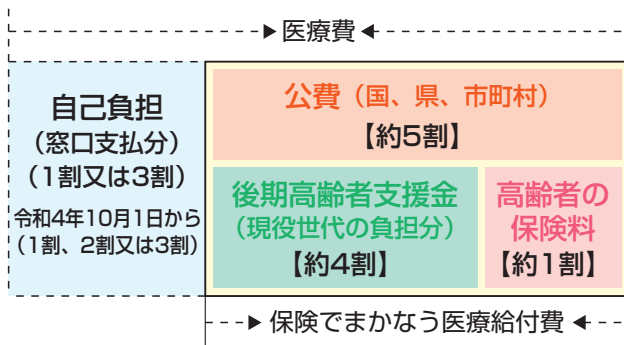 医療費
自己負担
（窓口支払分）
（1割又は3割）
令和4年10月1日から
（1割、2割又は3割）
公費（国、県、市町村）
【約5割】
後期高齢者支援金
（現役世代の負担分）
【約4割】
高齢者の
保険料
【約1割】
保険でまかなう医療給付費